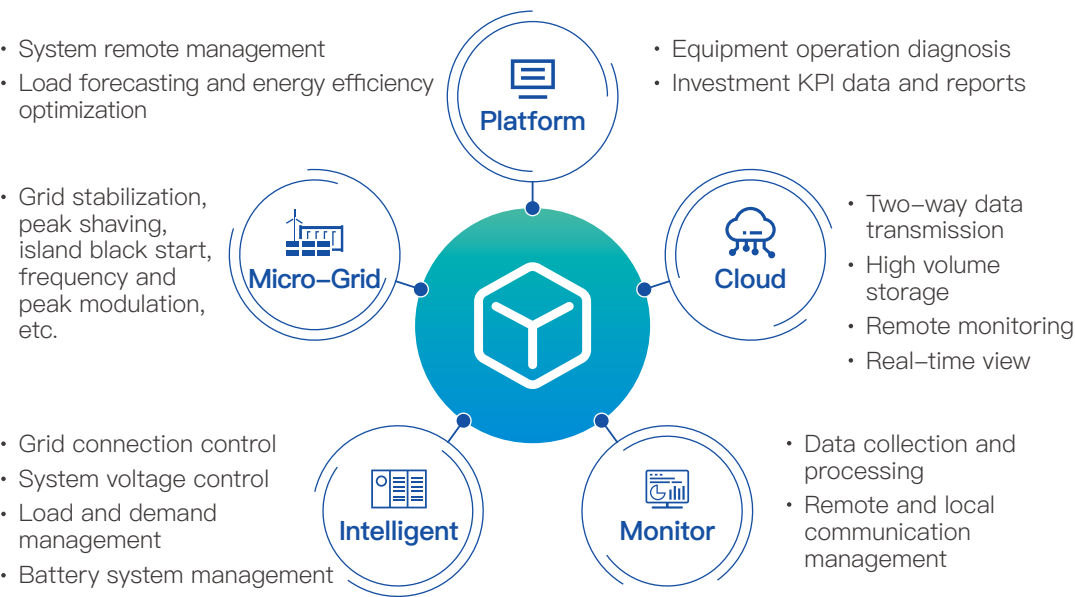 • System remote management
• Load forecasting and energy efficiency
optimization
Platform
• Equipment operation diagnosis
• Investment KPI data and reports
• Grid stabilization,
peak shaving,
island black start,
frequency and
peak modulation,
etc.
Micro–Grid
Cloud
• Two–way data
transmission
• High volume
storage
• Remote monitoring
• Real–time view
• Grid connection control
• System voltage control
• Load and demand
management
• Battery system management
Intelligent
Monitor
• Data collection and
processing
• Remote and local
communication
management